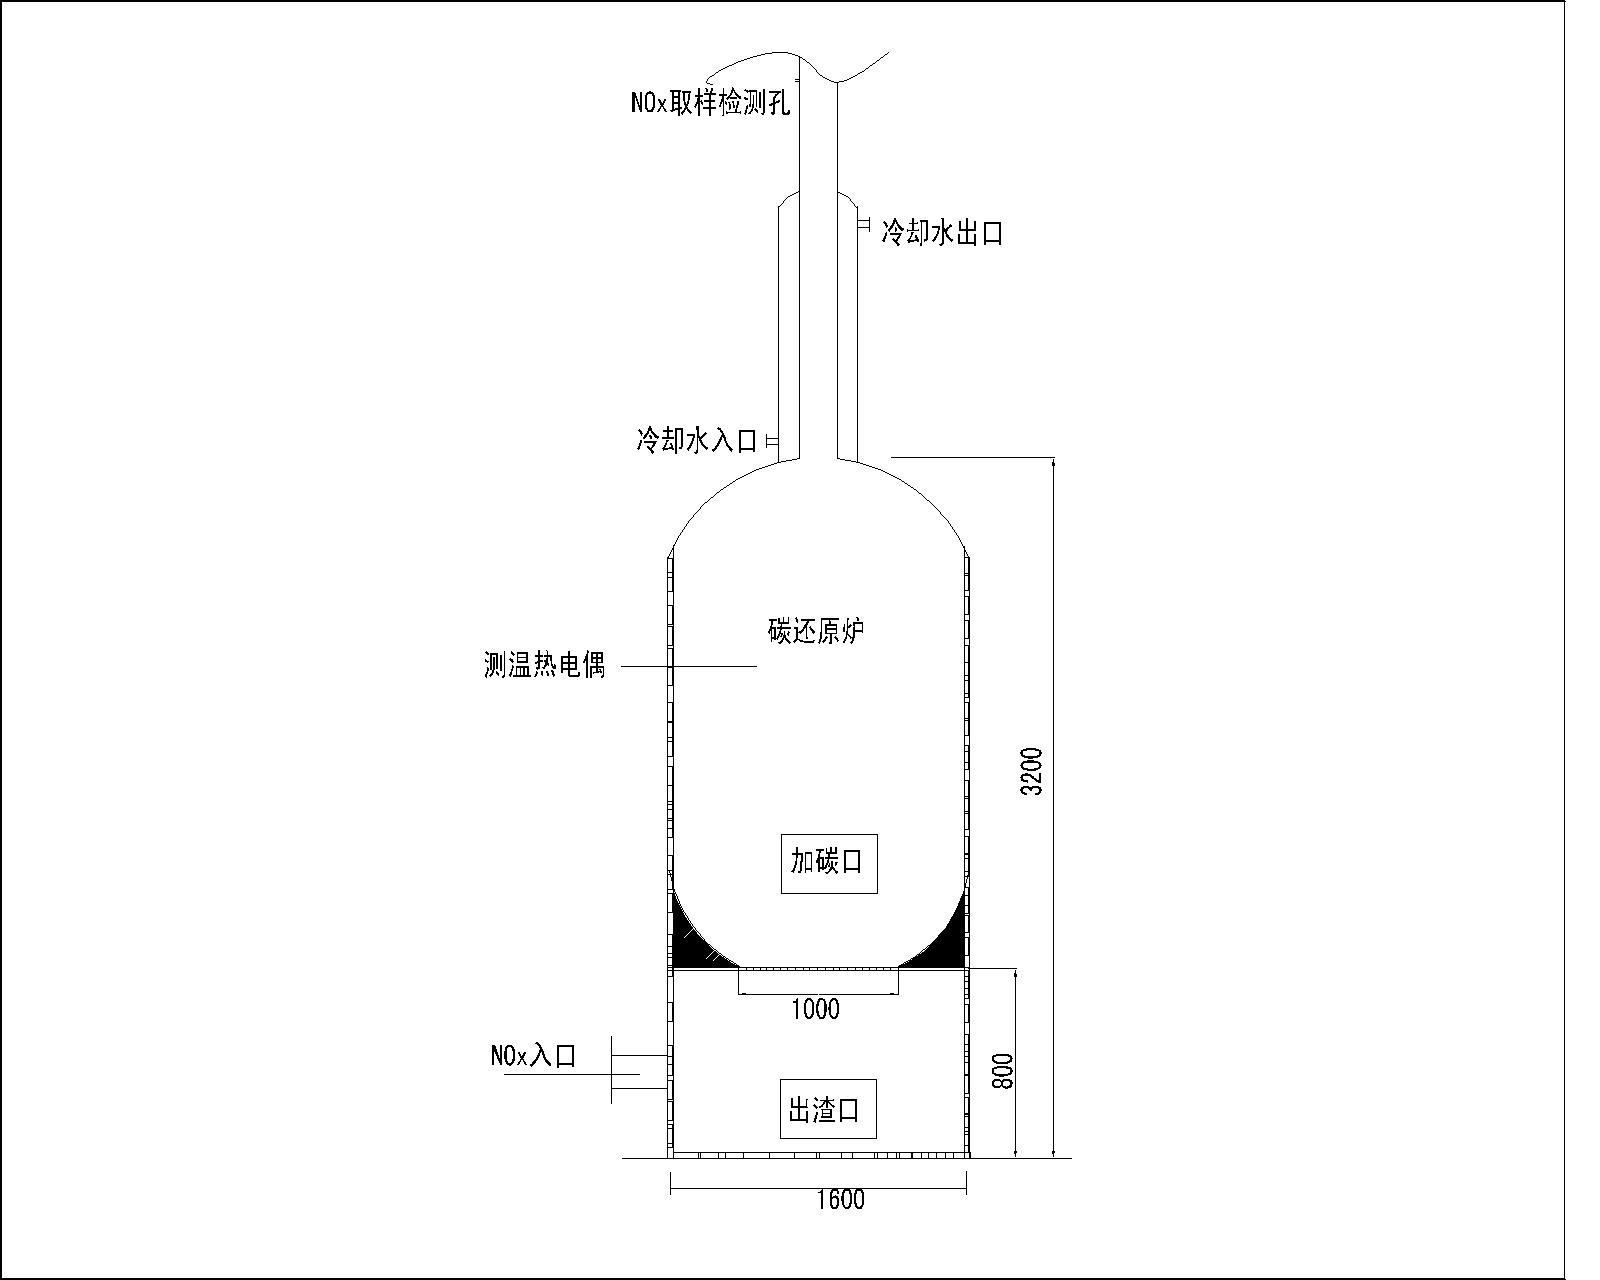 NOx取样检测孔
冷却水出口
冷却水入口
碳还原炉
测温热电偶
3200
加碳口
1000
NOx入口
800
出渣口
1600